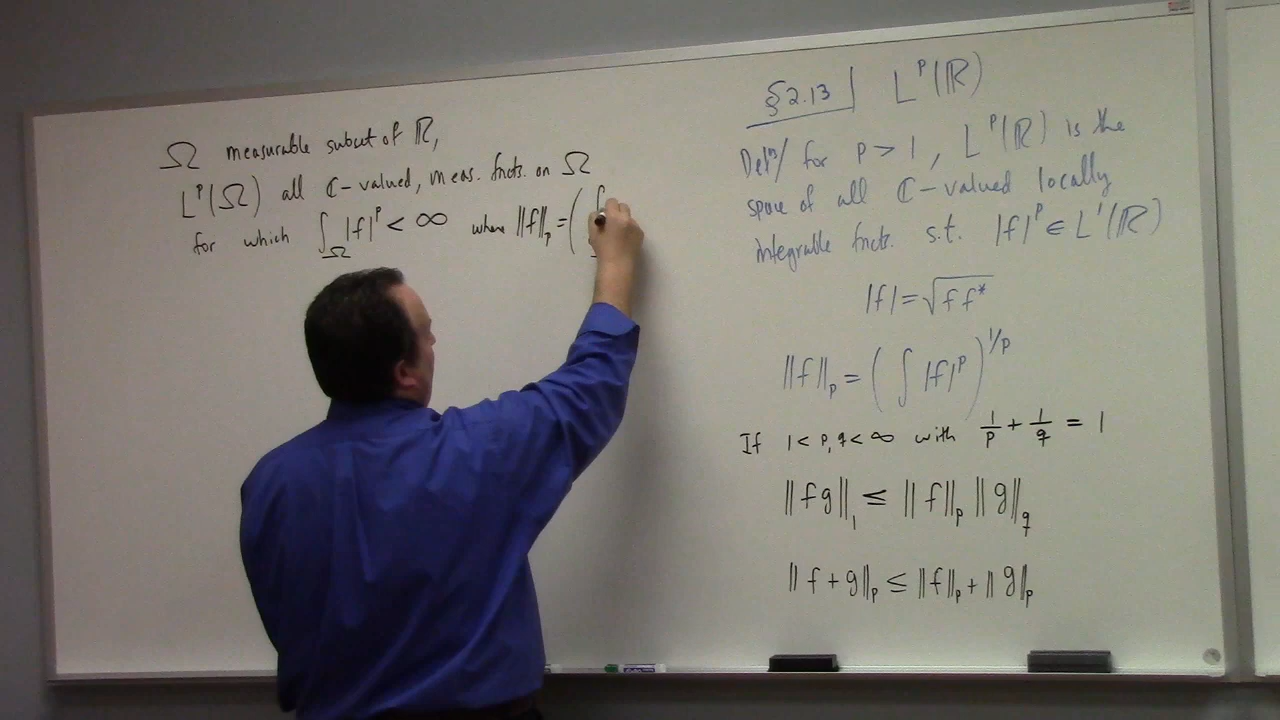 Ω measurable subset of ℝ,
L^p(Ω) all ℂ-valued, meas. fncts. on Ω
for which ∫_Ω |f|^p < ∞ where ||f||_p = ( ∫
§2.13 L^p(ℝ)
Defn/ for p > 1, L^p(ℝ) is the
space of all ℂ-valued locally
integrable fncts. s.t. |f|^p ∈ L^1(ℝ)
|f| = √(f f*)
||f||_p = ( ∫ |f|^p )^{1/p}
If 1 < p, q < ∞ with 1/p + 1/q = 1
||fg||_1 ≤ ||f||_p ||g||_q
||f + g||_p ≤ ||f||_p + ||g||_p